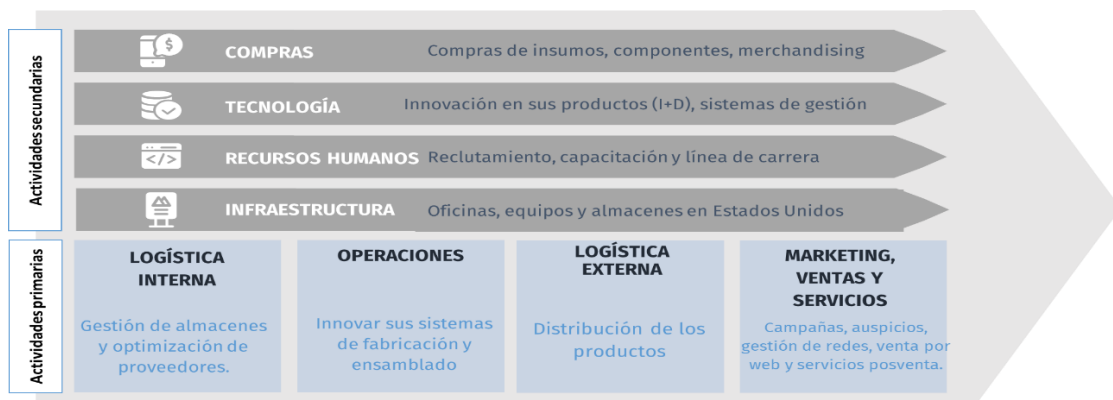 Actividades secundarias
COMPRAS
Compras de insumos, componentes, merchandising
$
TECNOLOGÍA
Innovación en sus productos (I+D), sistemas de gestión
</>
RECURSOS HUMANOS
Reclutamiento, capacitación y línea de carrera
INFRAESTRUCTURA
Oficinas, equipos y almacenes en Estados Unidos
Actividades primarias
LOGÍSTICA
INTERNA
Gestión de almacenes
y optimización de
proveedores.
OPERACIONES
Innovar sus sistemas
de fabricación y
ensamblado
LOGÍSTICA
EXTERNA
Distribución de los
productos
MARKETING,
VENTAS Y
SERVICIOS
Campañas, auspicios,
gestión de redes, venta por
web y servicios posventa.